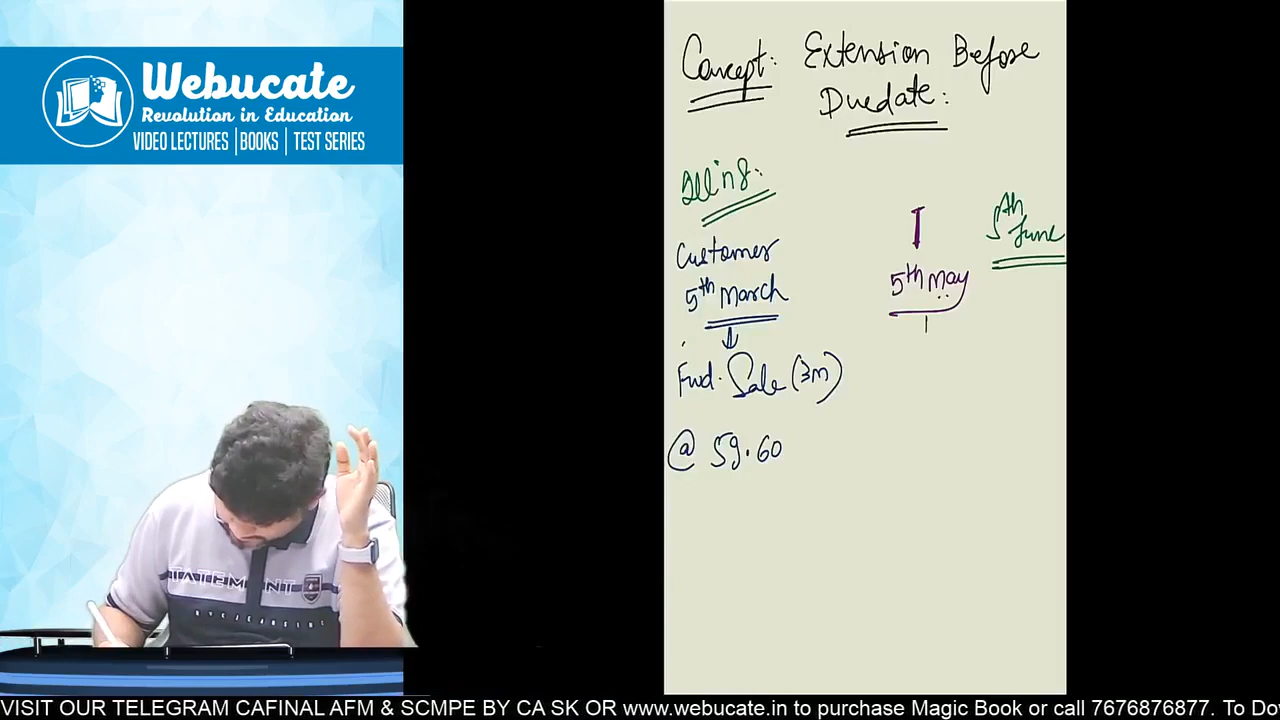 Webucate
Revolution in Education
VIDEO LECTURES | BOOKS | TEST SERIES
Concept: Extension Before
Duedate:
Customer
5th March
Fwd. Sale (3m)
@ 59.60
5th May
5th June
TATEMENT
VISIT OUR TELEGRAM CAFINAL AFM & SCMPE BY CA SK OR www.webucate.in to purchase Magic Book or call 7676876877. To Do